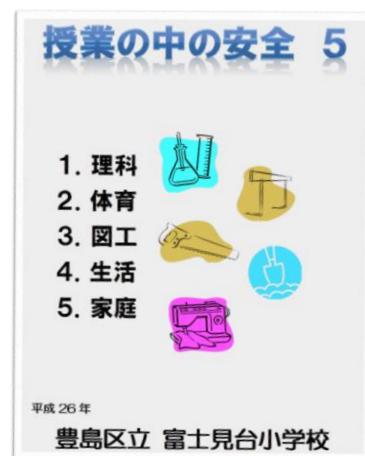 授業の中の安全 5
1. 理科
2. 体育
3. 図工
4. 生活
5. 家庭
平成 26 年
豊島区立 富士見台小学校